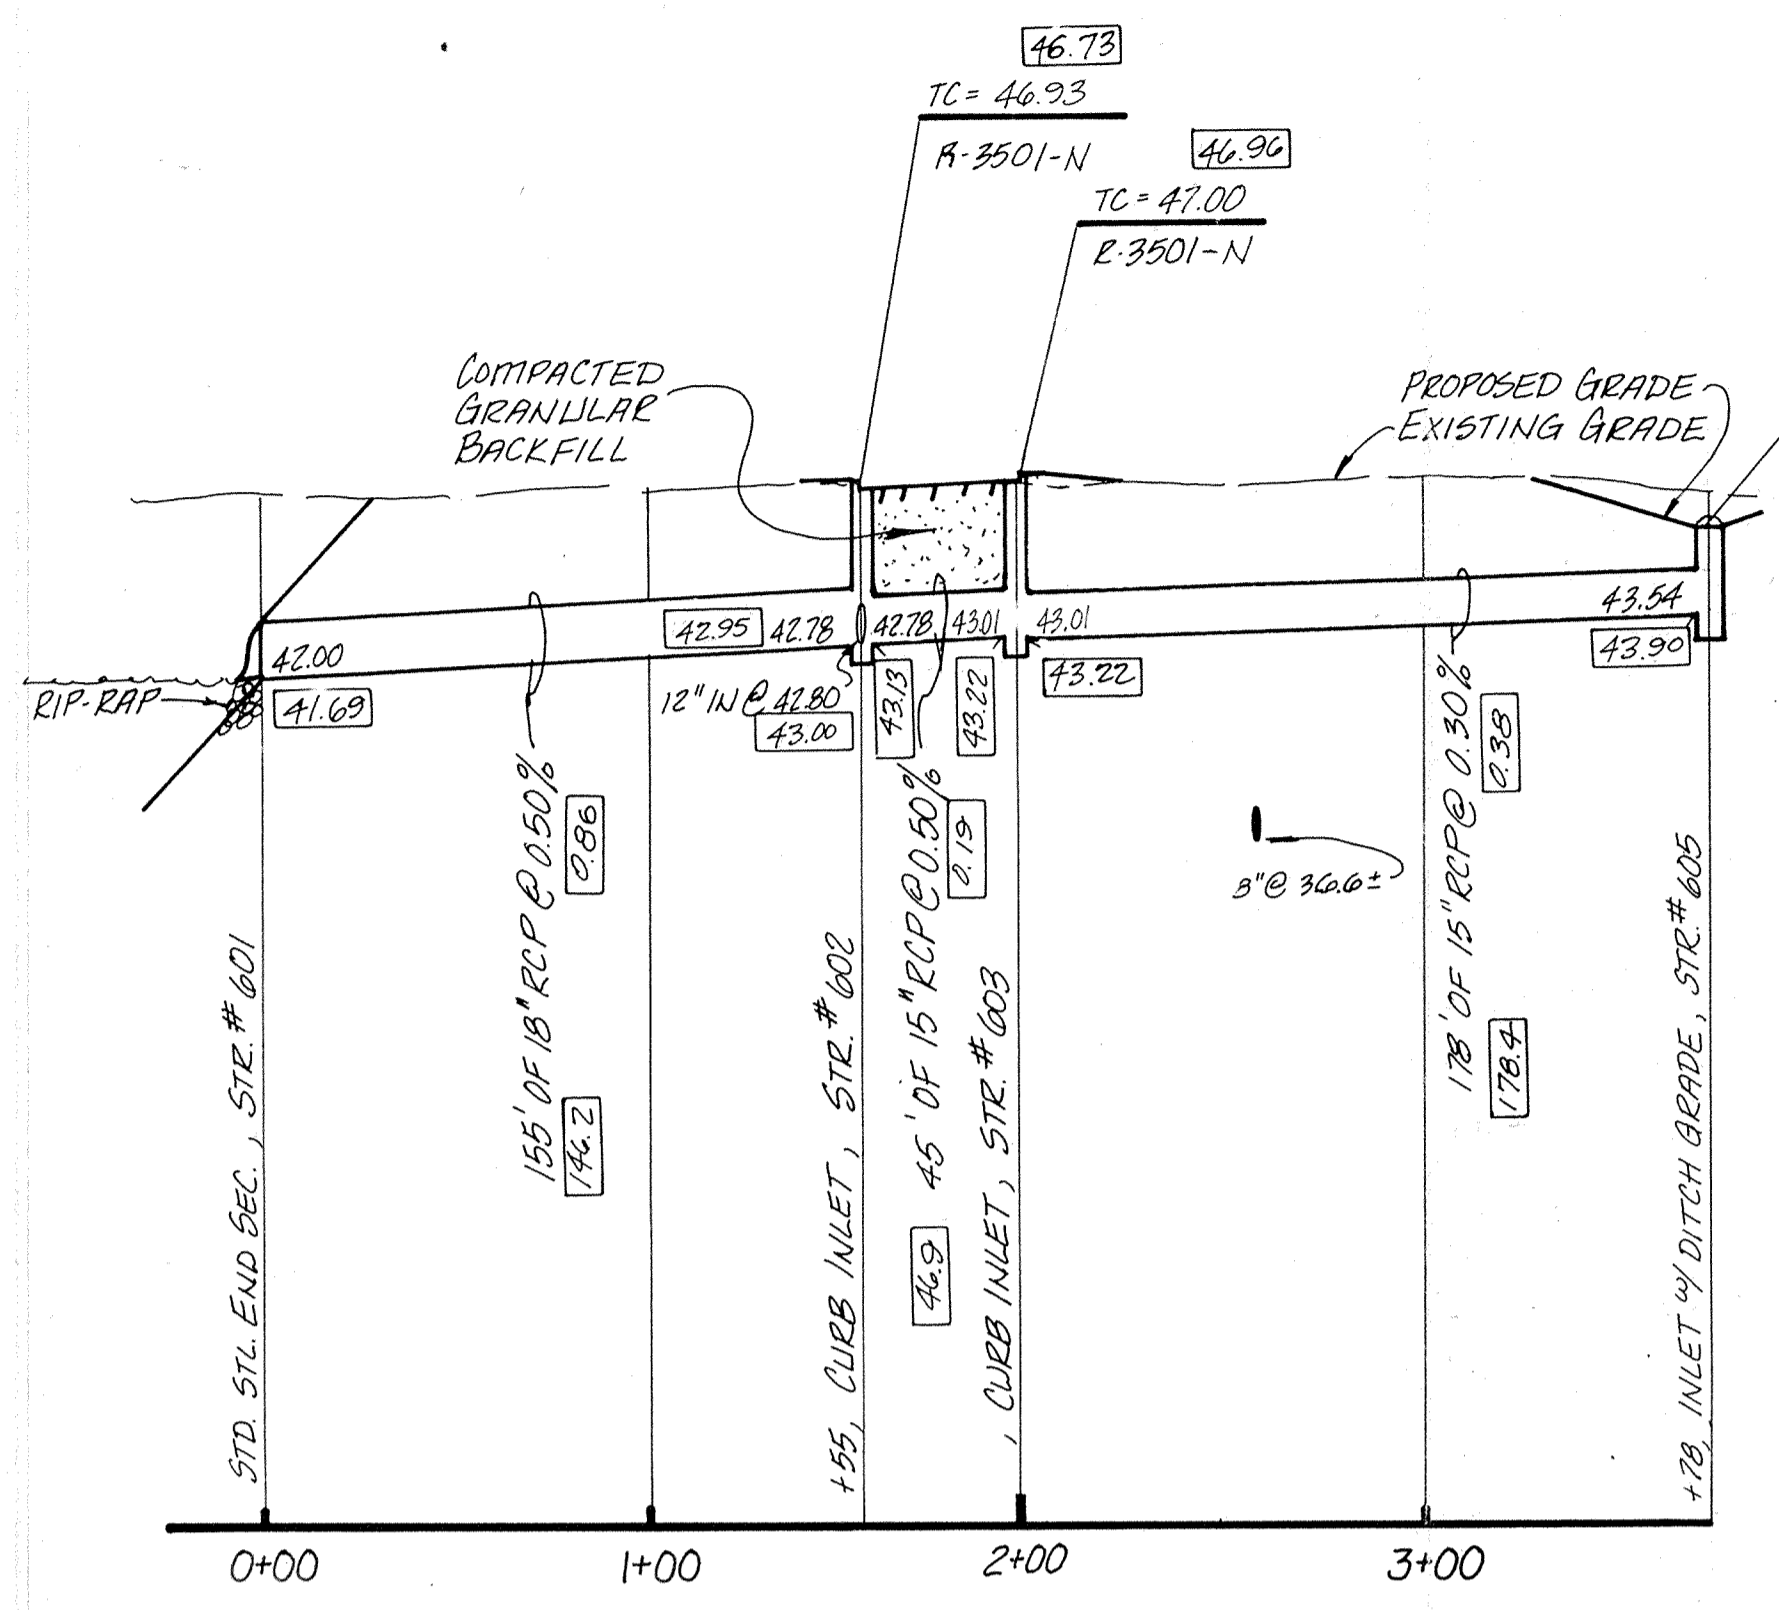 46.73
TC = 46.93
R-3501-N
46.96
TC = 47.00
R-3501-N
COMPACTED
GRANULAR
BACKFILL
PROPOSED GRADE
EXISTING GRADE
42.00
41.69
RIP-RAP
42.95
42.78
42.78
43.01
43.01
43.54
43.90
12" IN @ 42.80
43.00
43.13
43.22
43.22
155' OF 18" RCP @ 0.50%
0.86
146.2
45' OF 15" RCP @ 0.50%
0.19
46.9
8" @ 36.6±
178' OF 15" RCP @ 0.30%
0.38
178.4
STD. STL. END SEC., STR.# 601
+55, CURB INLET, STR.# 602
, CURB INLET, STR.# 603
+78, INLET W/ DITCH GRADE, STR.# 605
0+00
1+00
2+00
3+00